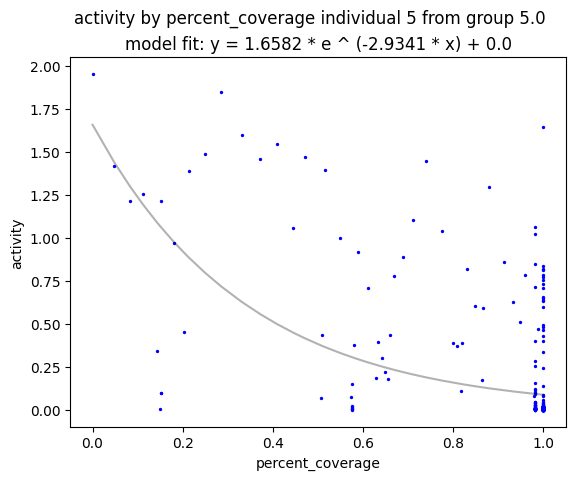 activity by percent_coverage individual 5 from group 5.0
model fit: y = 1.6582 * e ^ (-2.9341 * x) + 0.0
2.00
1.75
1.50
1.25
1.00
0.75
0.50
0.25
0.00
activity
0.0 0.2 0.4 0.6 0.8 1.0
percent_coverage